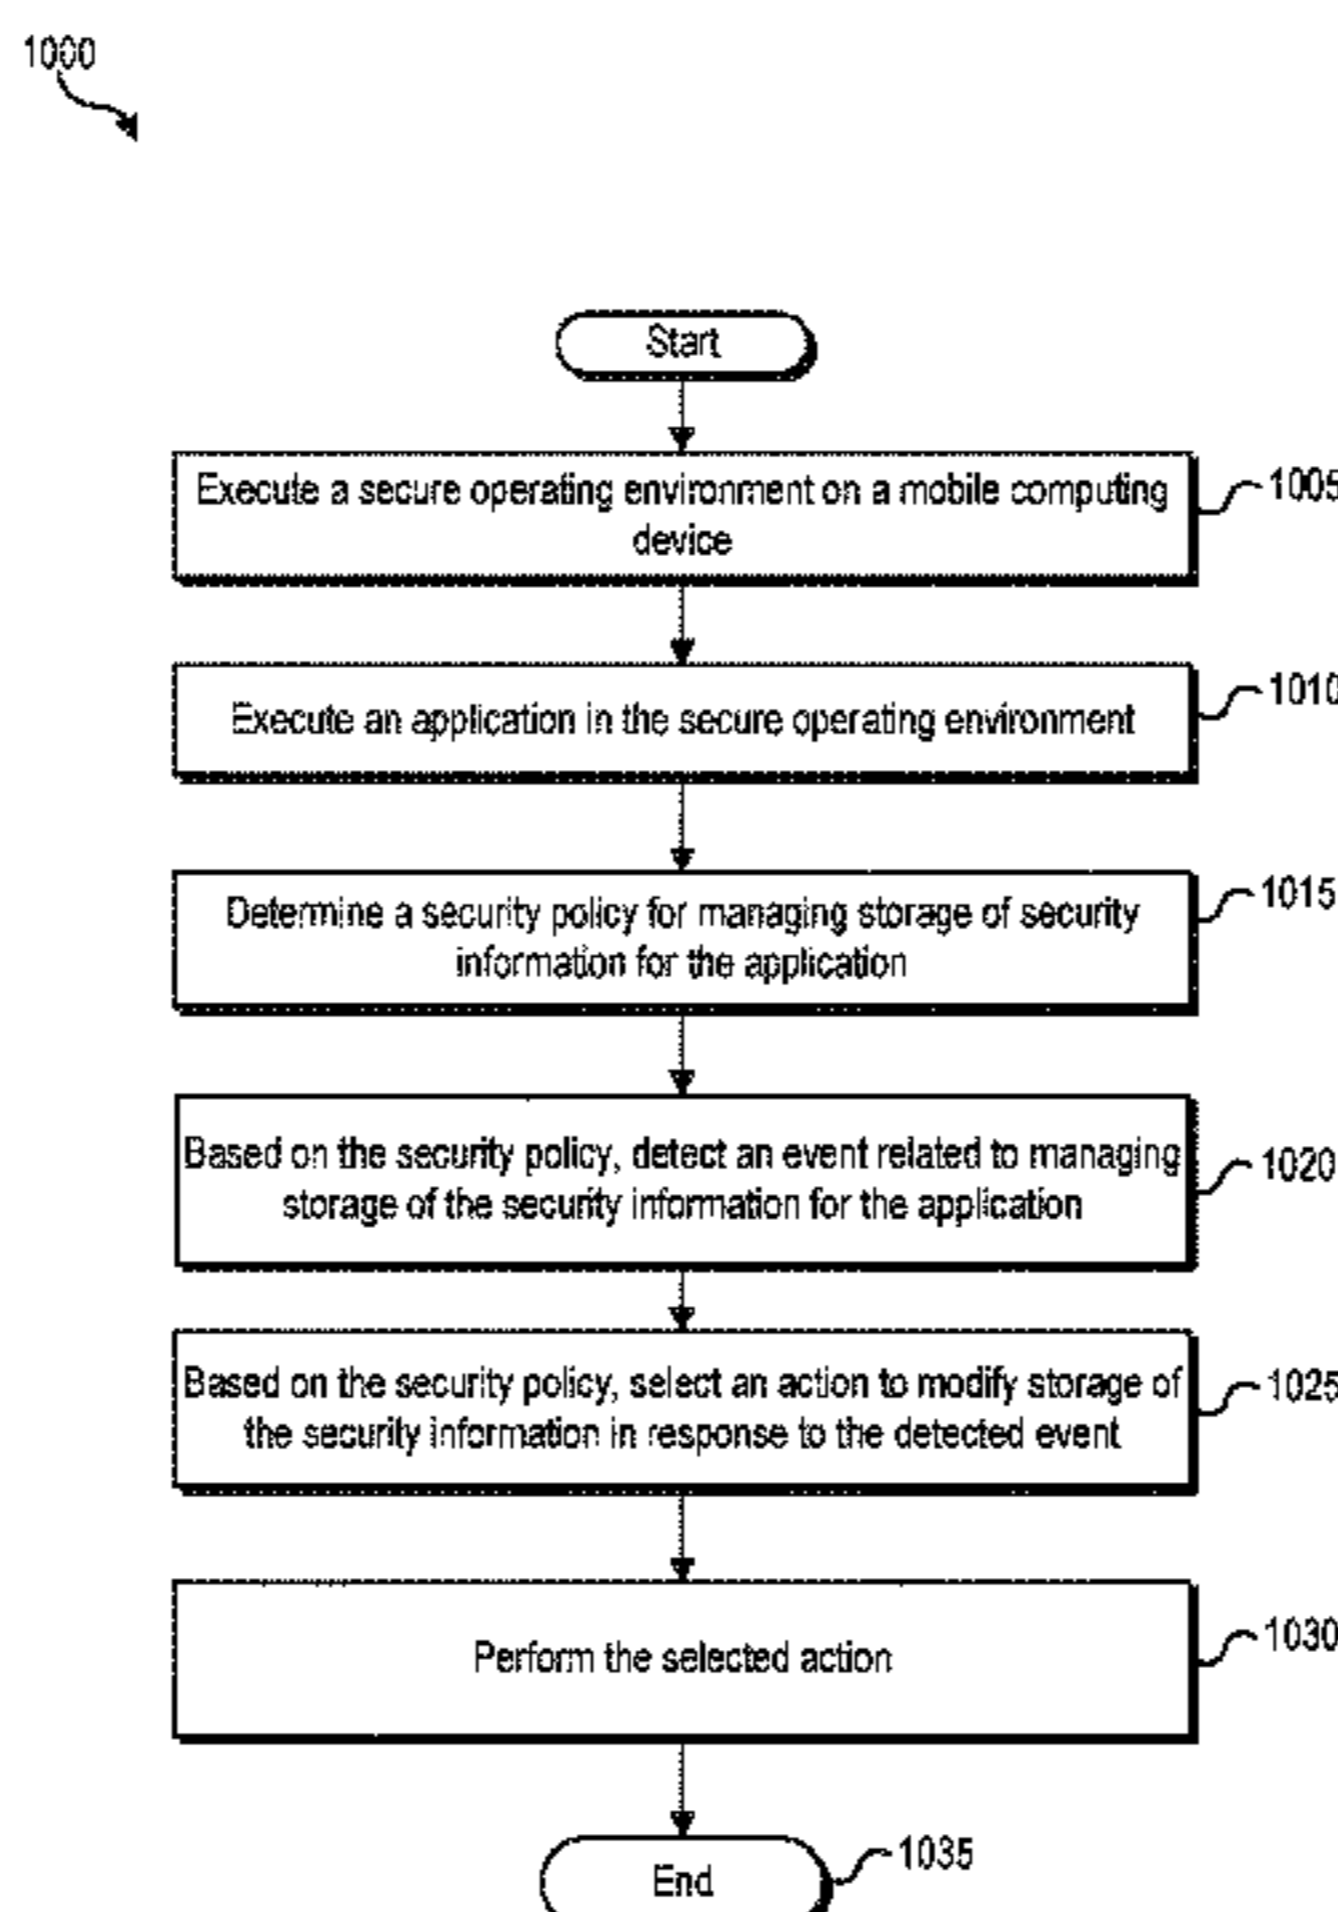 1000
Start
Execute a secure operating environment on a mobile computing
device
1005
Execute an application in the secure operating environment
1010
Determine a security policy for managing storage of security
information for the application
1015
Based on the security policy, detect an event related to managing
storage of the security information for the application
1020
Based on the security policy, select an action to modify storage of
the security information in response to the detected event
1025
Perform the selected action
1030
End
1035